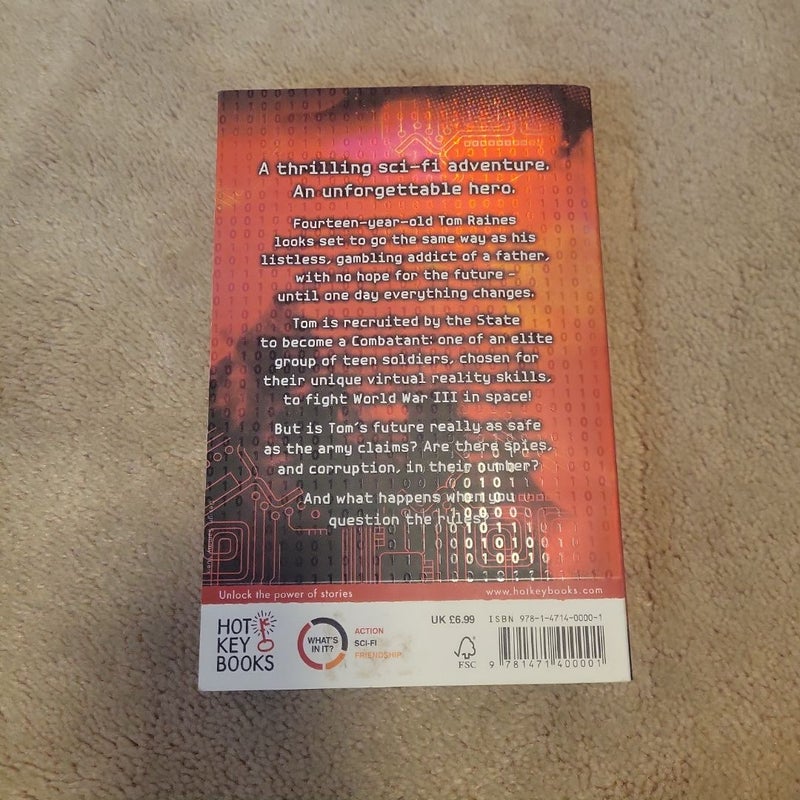 A thrilling sci-fi adventure.
An unforgettable hero.
Fourteen-year-old Tom Raines
looks set to go the same way as his
listless, gambling addict of a father,
with no hope for the future –
until one day everything changes.
Tom is recruited by the State
to become a Combatant: one of an elite
group of teen soldiers, chosen for
their unique virtual reality skills,
to fight World War III in space!
But is Tom's future really as safe
as the army claims? Are there spies,
and corruption, in their number?
And what happens when you
question the rules?
Unlock the power of stories
www.hotkeybooks.com
HOT
KEY
BOOKS
WHAT'S
IN IT?
ACTION
SCI-FI
FRIENDSHIP
UK £6.99
ISBN 978-1-4714-0000-1
FSC
9 781471 400001